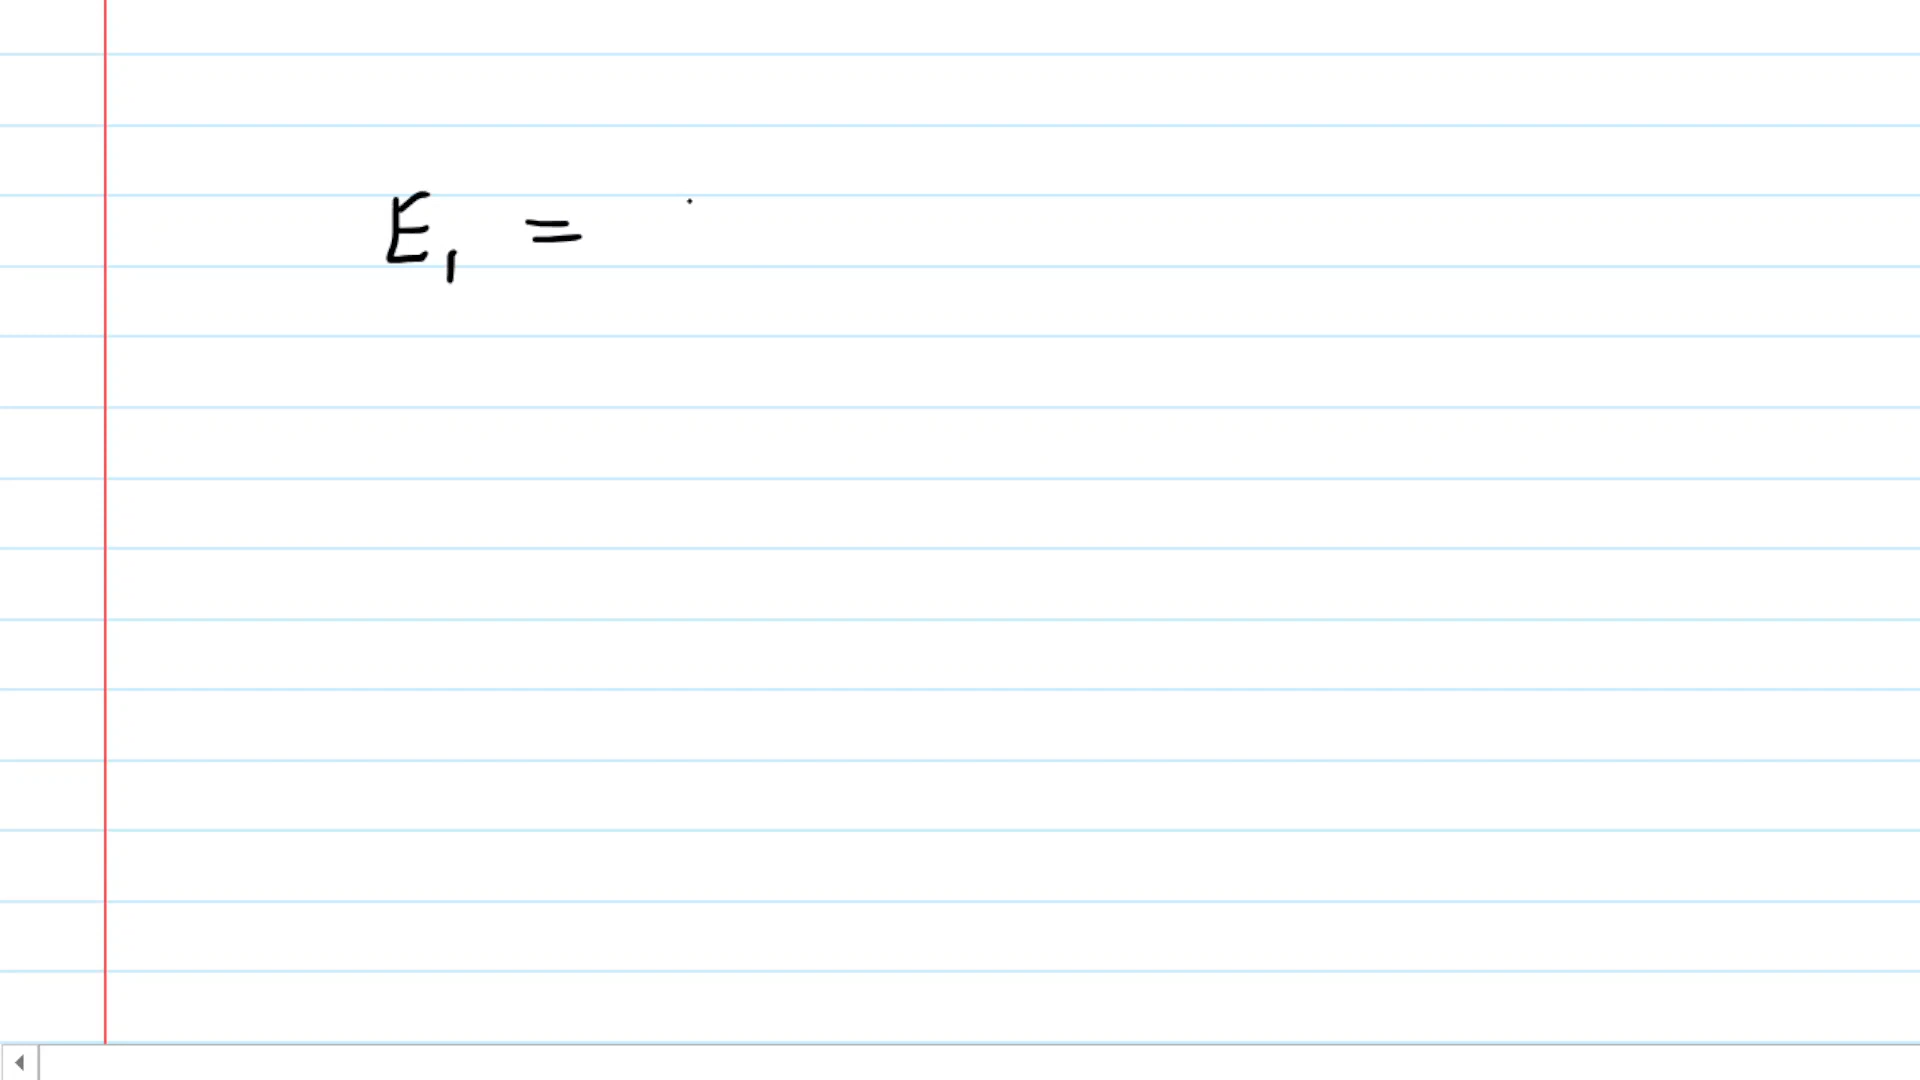 E₁ =